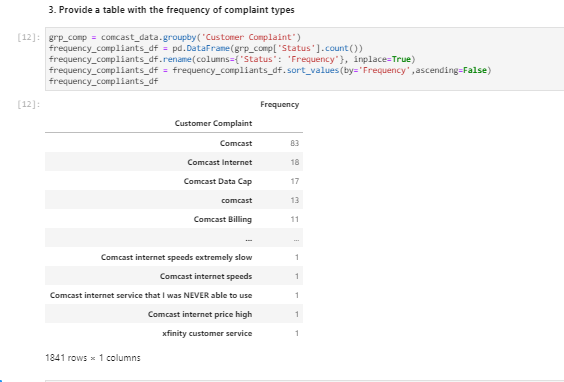 3. Provide a table with the frequency of complaint types
[12]: grp_comp = comcast_data.groupby('Customer Complaint')
frequency_compliants_df = pd.DataFrame(grp_comp['Status'].count())
frequency_compliants_df.rename(columns={'Status': 'Frequency'}, inplace=True)
frequency_compliants_df = frequency_compliants_df.sort_values(by='Frequency',ascending=False)
frequency_compliants_df
[12]: Frequency
Customer Complaint
Comcast 83
Comcast Internet 18
Comcast Data Cap 17
comcast 13
Comcast Billing 11
... ...
Comcast internet speeds extremely slow 1
Comcast internet speeds 1
Comcast internet service that I was NEVER able to use 1
Comcast internet price high 1
xfinity customer service 1
1841 rows × 1 columns